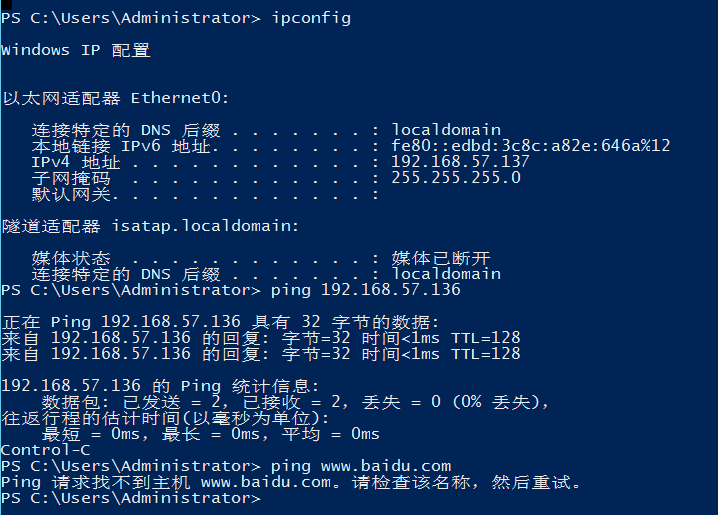 PS C:\Users\Administrator> ipconfig
Windows IP 配置
以太网适配器 Ethernet0:
连接特定的 DNS 后缀 . . . . . . . : localdomain
本地链接 IPv6 地址. . . . . . . . : fe80::edbd:3c8c:a82e:646a%12
IPv4 地址 . . . . . . . . . . . . : 192.168.57.137
子网掩码 . . . . . . . . . . . . : 255.255.255.0
默认网关. . . . . . . . . . . . . :
隧道适配器 isatap.localdomain:
媒体状态 . . . . . . . . . . . . : 媒体已断开
连接特定的 DNS 后缀 . . . . . . . : localdomain
PS C:\Users\Administrator> ping 192.168.57.136
正在 Ping 192.168.57.136 具有 32 字节的数据:
来自 192.168.57.136 的回复: 字节=32 时间<1ms TTL=128
来自 192.168.57.136 的回复: 字节=32 时间<1ms TTL=128
192.168.57.136 的 Ping 统计信息:
数据包: 已发送 = 2，已接收 = 2，丢失 = 0 (0% 丢失)，
往返行程的估计时间(以毫秒为单位):
最短 = 0ms，最长 = 0ms，平均 = 0ms
Control-C
PS C:\Users\Administrator> ping www.baidu.com
Ping 请求找不到主机 www.baidu.com。请检查该名称，然后重试。
PS C:\Users\Administrator>